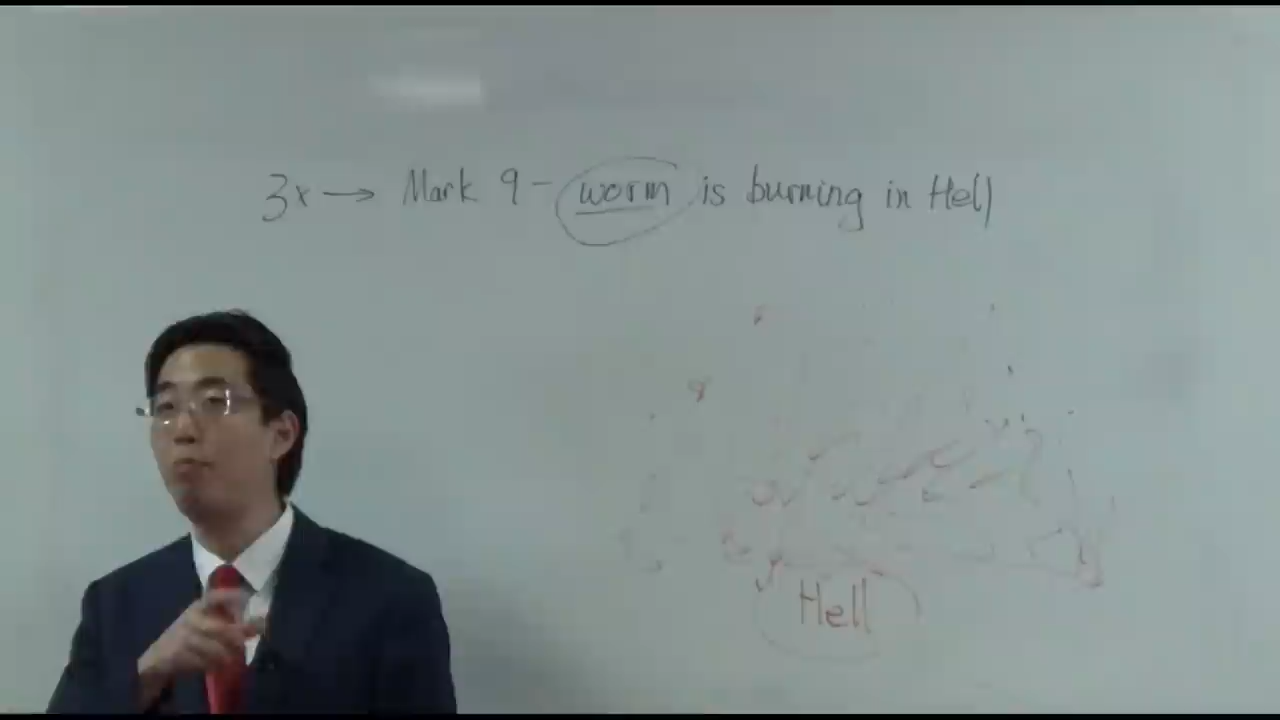 3x → Mark 9 - worm is burning in Hell
Hell